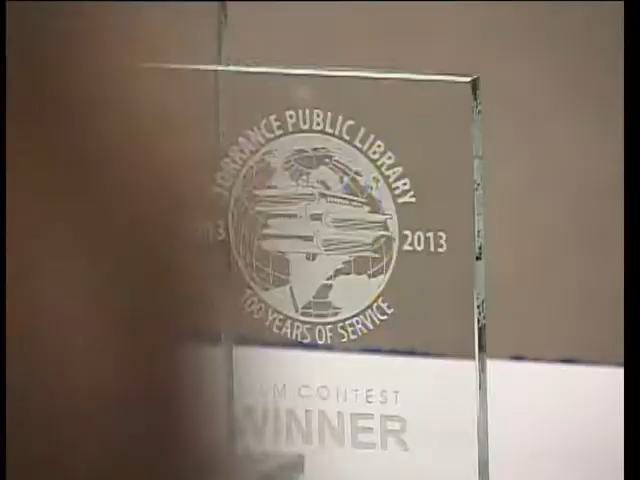 TORRANCE PUBLIC LIBRARY
2013
100 YEARS OF SERVICE
CONTEST
WINNER